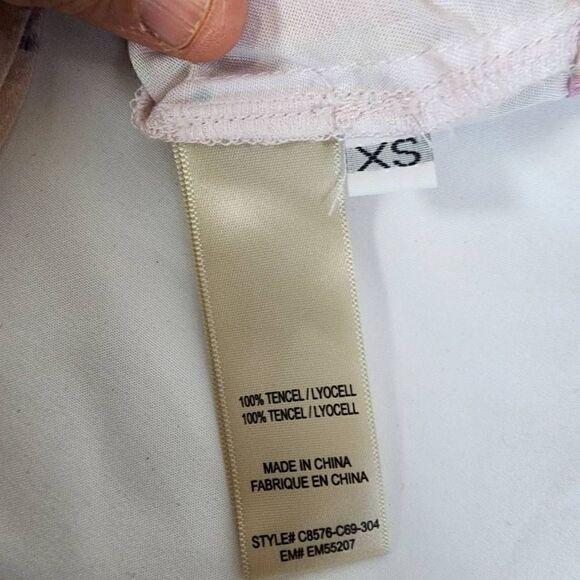 XS
100% TENCEL / LYOCELL
100% TENCEL / LYOCELL
MADE IN CHINA
FABRIQUE EN CHINA
STYLE# C8576-C69-304
EM# EM55207